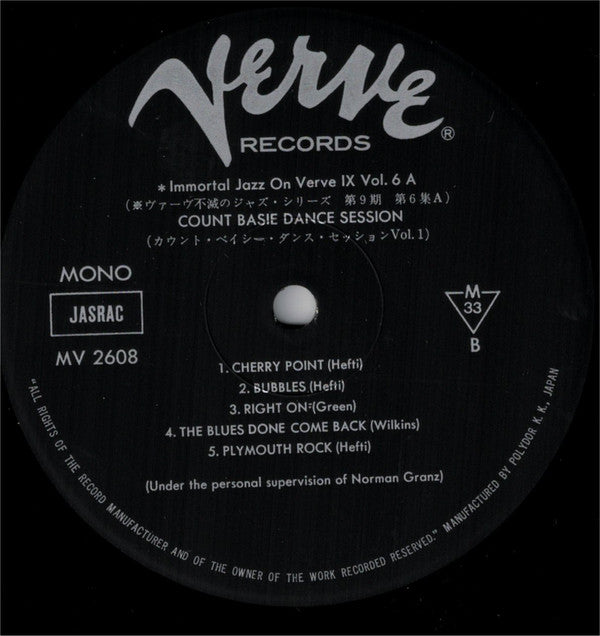 Verve®
RECORDS
* Immortal Jazz On Verve IX Vol. 6 A
(※ヴァーヴ不滅のジャズ・シリーズ 第9期 第6集A)
COUNT BASIE DANCE SESSION
(カウント・ベイシー・ダンス・セッションVol.1)
MONO
JASRAC
MV 2608
M
33
B
1. CHERRY POINT (Hefti)
2. BUBBLES (Hefti)
3. RIGHT ON (Green)
4. THE BLUES DONE COME BACK (Wilkins)
5. PLYMOUTH ROCK (Hefti)
(Under the personal supervision of Norman Granz)
"ALL RIGHTS OF THE RECORD MANUFACTURER AND OF THE OWNER OF THE WORK RECORDED RESERVED." MANUFACTURED BY POLYDOR K. K., JAPAN